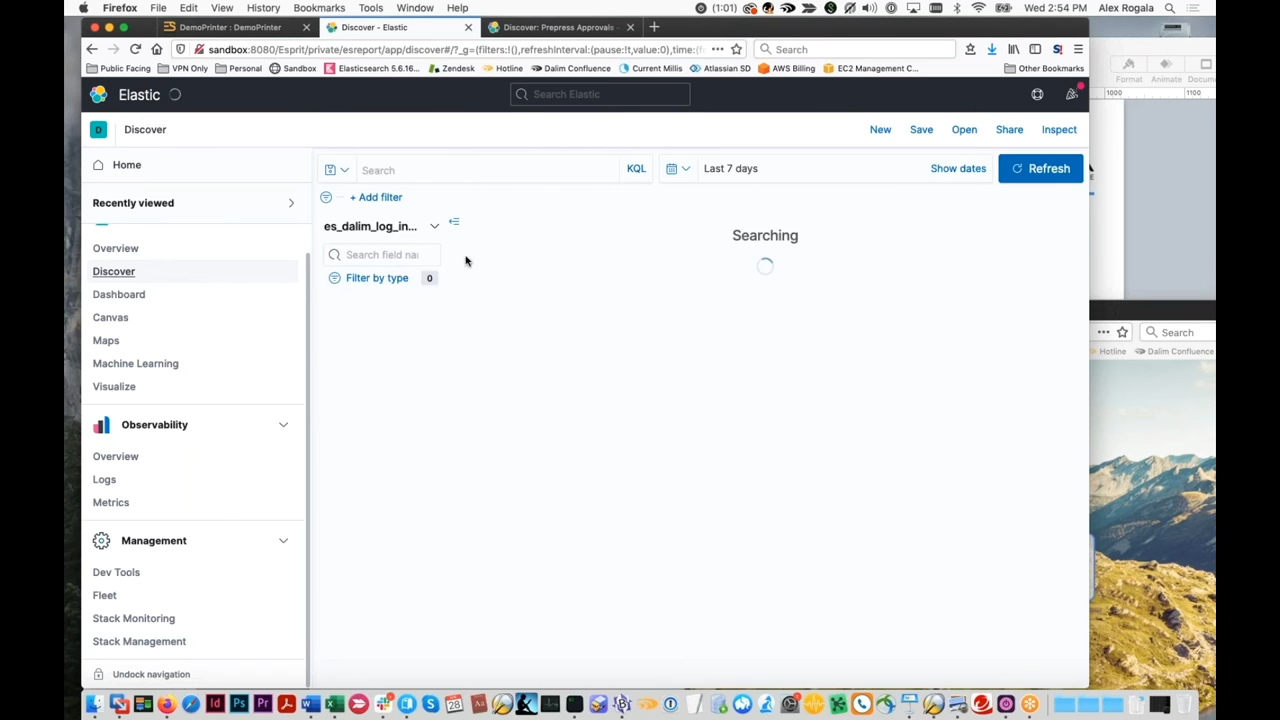 Firefox File Edit View History Bookmarks Tools Window Help (1:01) Wed 2:54 PM Alex Rogala
DemoPrinter : DemoPrinter Discover - Elastic Discover: Prepress Approvals -
sandbox:8080/Esprit/private/esreport/app/discover#/?_g=(filters:!(),refreshInterval:(pause:!t,value:0),time:(f Search
Public Facing VPN Only Personal Sandbox Elasticsearch 5.6.16... Zendesk Hotline Dalim Confluence Current Millis Atlassian SD AWS Billing EC2 Management C... Other Bookmarks
Format Animate Docum
1000 1100
Elastic Search Elastic
D Discover New Save Open Share Inspect
Home
Search KQL Last 7 days Show dates Refresh
Recently viewed
+ Add filter
es_dalim_log_in...
Search field nar
Filter by type 0
Searching
Overview
Discover
Dashboard
Canvas
Maps
Machine Learning
Visualize
Observability
Overview
Logs
Metrics
Management
Dev Tools
Fleet
Stack Monitoring
Stack Management
Undock navigation
Search
Hotline Dalim Confluence
28